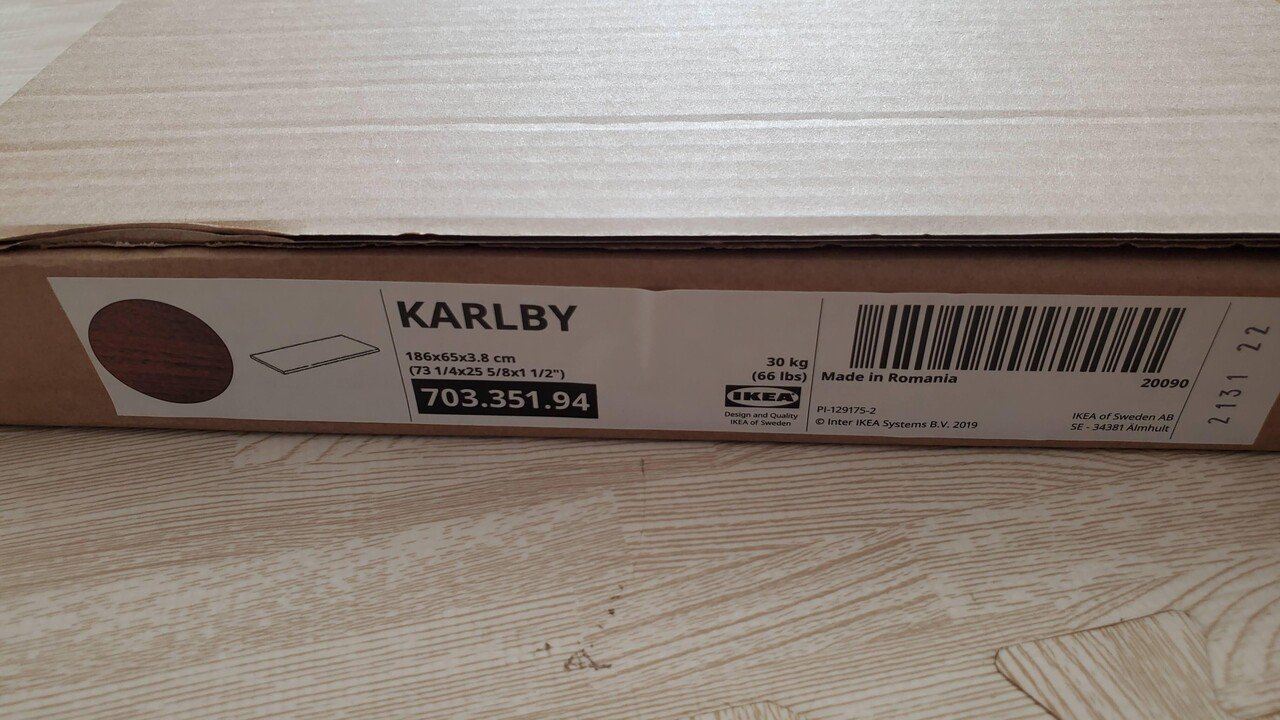 KARLBY
186x65x3.8 cm
(73 1/4x25 5/8x1 1/2")
703.351.94
30 kg
(66 lbs)
IKEA
Design and Quality
IKEA of Sweden
Made in Romania
20090
PI-129175-2
© Inter IKEA Systems B.V. 2019
IKEA of Sweden AB
SE - 34381 Älmhult
2131 22